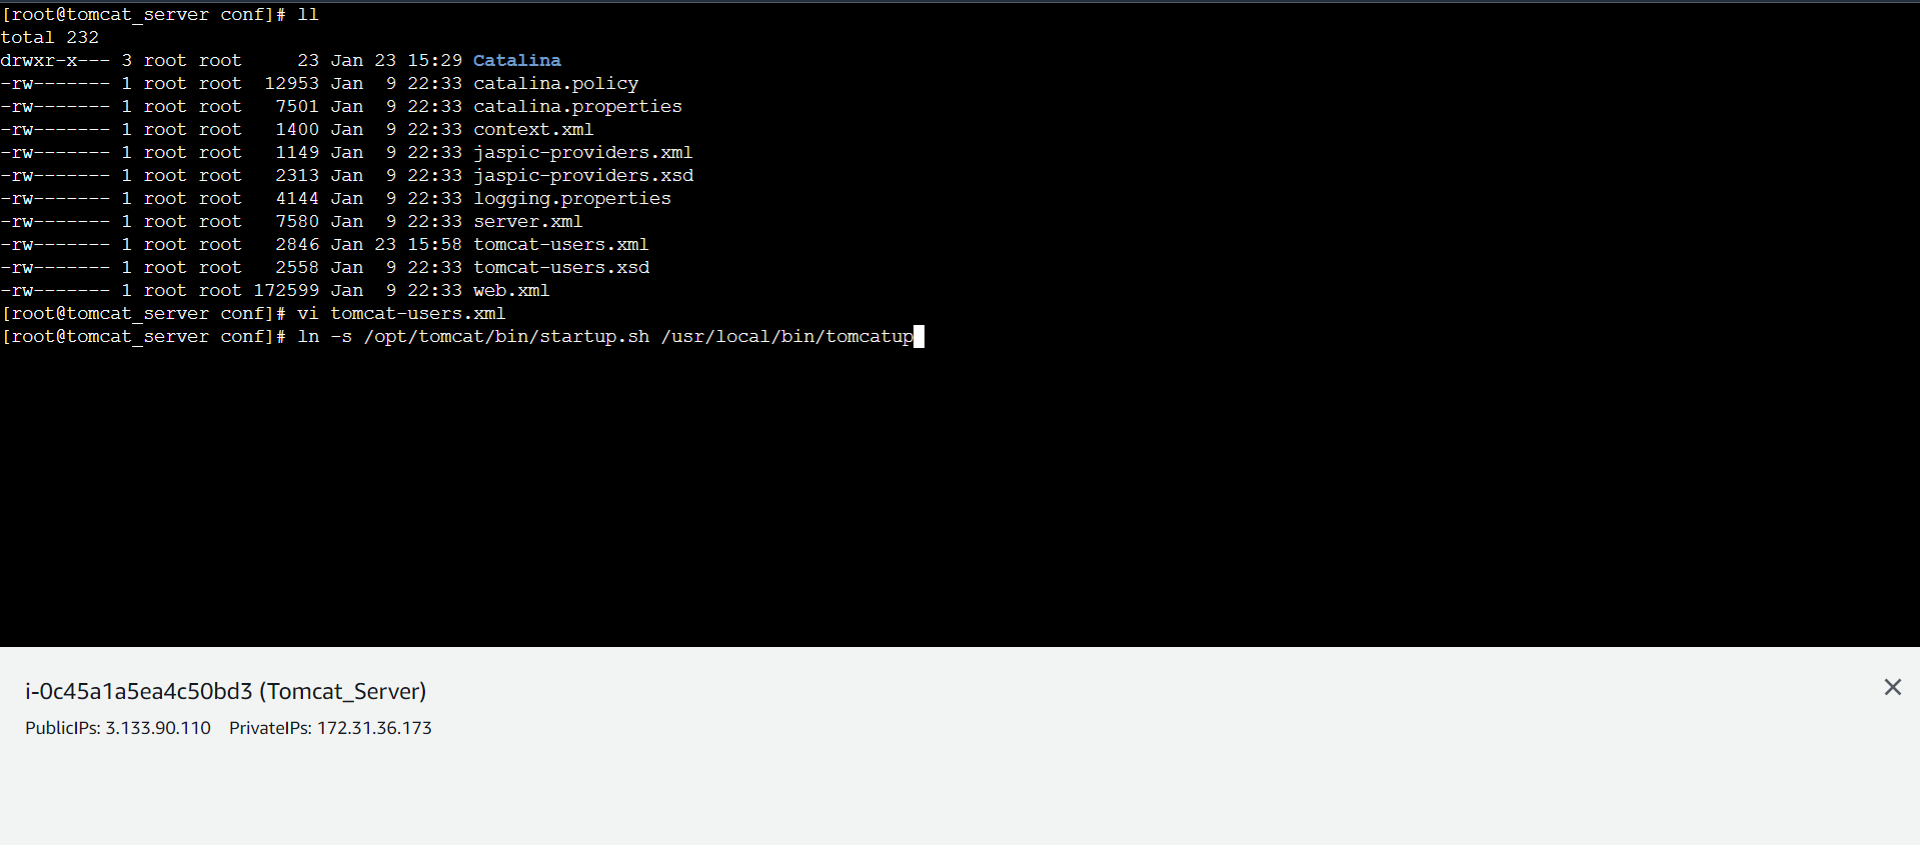 [root@tomcat_server conf]# ll
total 232
drwxr-x--- 3 root root     23 Jan 23 15:29 Catalina
-rw------- 1 root root  12953 Jan  9 22:33 catalina.policy
-rw------- 1 root root   7501 Jan  9 22:33 catalina.properties
-rw------- 1 root root   1400 Jan  9 22:33 context.xml
-rw------- 1 root root   1149 Jan  9 22:33 jaspic-providers.xml
-rw------- 1 root root   2313 Jan  9 22:33 jaspic-providers.xsd
-rw------- 1 root root   4144 Jan  9 22:33 logging.properties
-rw------- 1 root root   7580 Jan  9 22:33 server.xml
-rw------- 1 root root   2846 Jan 23 15:58 tomcat-users.xml
-rw------- 1 root root   2558 Jan  9 22:33 tomcat-users.xsd
-rw------- 1 root root 172599 Jan  9 22:33 web.xml
[root@tomcat_server conf]# vi tomcat-users.xml
[root@tomcat_server conf]# ln -s /opt/tomcat/bin/startup.sh /usr/local/bin/tomcatup
i-0c45a1a5ea4c50bd3 (Tomcat_Server)
PublicIPs: 3.133.90.110 PrivateIPs: 172.31.36.173